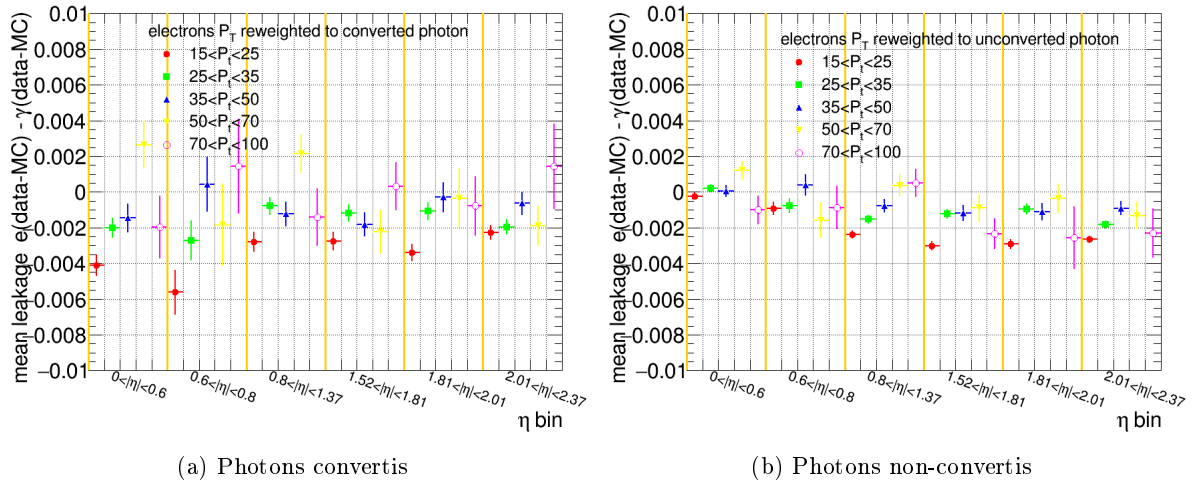 mean leakage e(data-MC) - γ(data-MC)
0.01
0.008
0.006
0.004
0.002
0
−0.002
−0.004
−0.006
−0.008
−0.01
electrons P_T reweighted to converted photon
15<P_t<25
25<P_t<35
35<P_t<50
50<P_t<70
70<P_t<100
0<|η|<0.6
0.6<|η|<0.8
0.8<|η|<1.37
1.52<|η|<1.81
1.81<|η|<2.01
2.01<|η|<2.37
η bin
(a) Photons convertis
mean leakage e(data-MC) - γ(data-MC)
0.01
0.008
0.006
0.004
0.002
0
−0.002
−0.004
−0.006
−0.008
−0.01
electrons P_T reweighted to unconverted photon
15<P_t<25
25<P_t<35
35<P_t<50
50<P_t<70
70<P_t<100
0<|η|<0.6
0.6<|η|<0.8
0.8<|η|<1.37
1.52<|η|<1.81
1.81<|η|<2.01
2.01<|η|<2.37
η bin
(b) Photons non-convertis